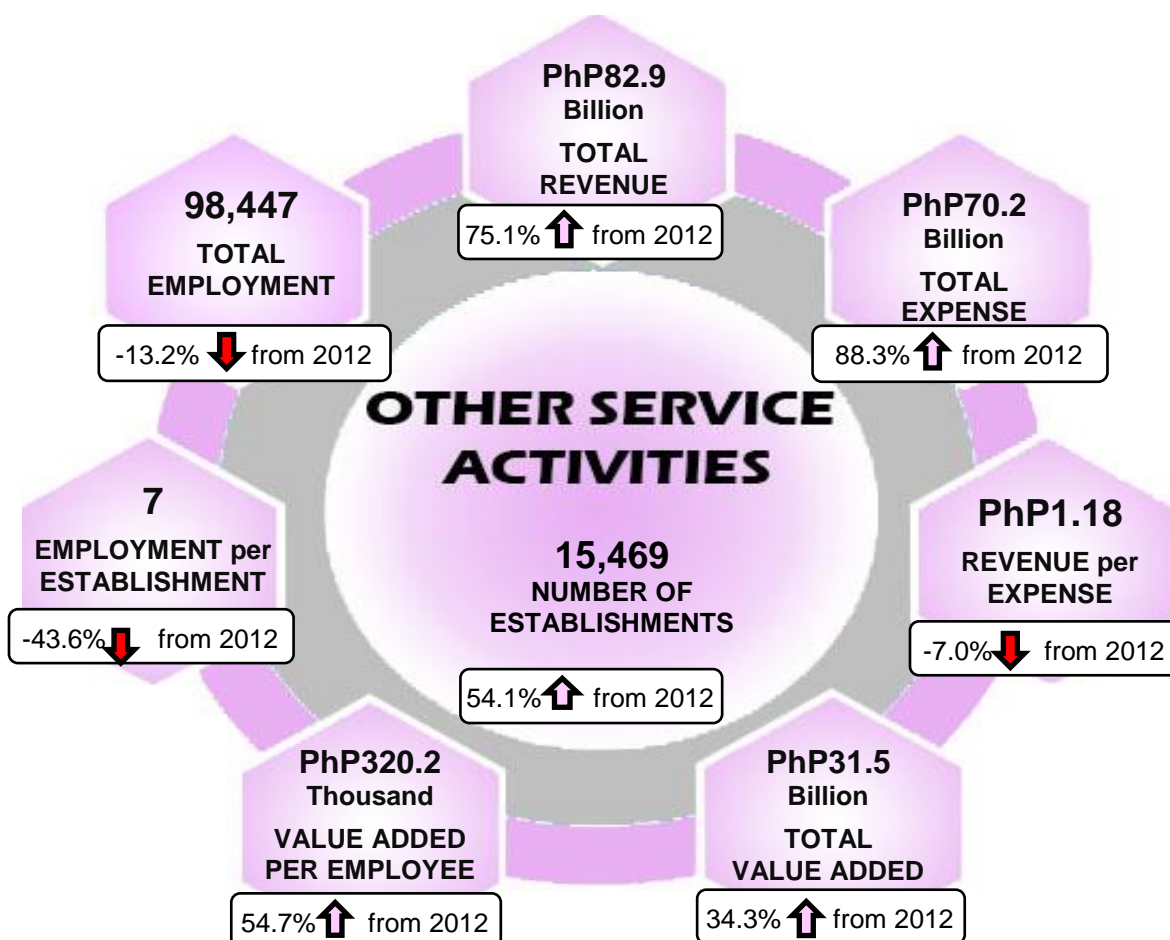 PhP82.9
Billion
TOTAL
REVENUE
75.1% from 2012
98,447
TOTAL
EMPLOYMENT
-13.2% from 2012
PhP70.2
Billion
TOTAL
EXPENSE
88.3% from 2012
OTHER SERVICE
ACTIVITIES
15,469
NUMBER OF
ESTABLISHMENTS
54.1% from 2012
7
EMPLOYMENT per
ESTABLISHMENT
-43.6% from 2012
PhP1.18
REVENUE per
EXPENSE
-7.0% from 2012
PhP320.2
Thousand
VALUE ADDED
PER EMPLOYEE
54.7% from 2012
PhP31.5
Billion
TOTAL
VALUE ADDED
34.3% from 2012